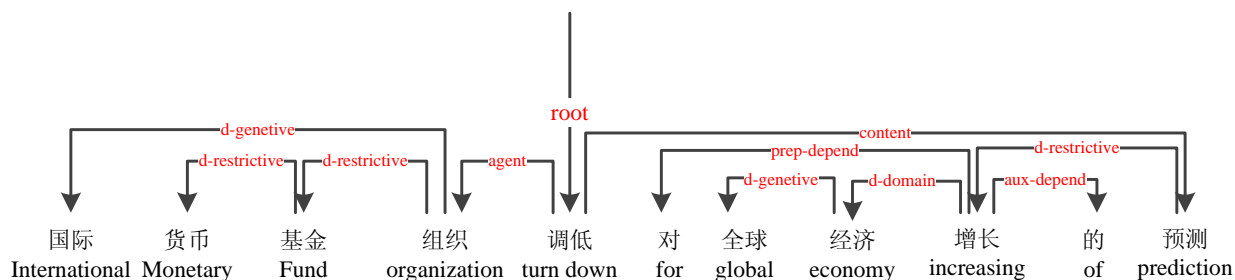 root
d-genetive content
prep-depend
d-restrictive d-restrictive agent d-restrictive
d-genetive d-domain aux-depend
国际 货币 基金 组织 调低 对 全球 经济 增长 的 预测
International Monetary Fund organization turn down for global economy increasing of prediction